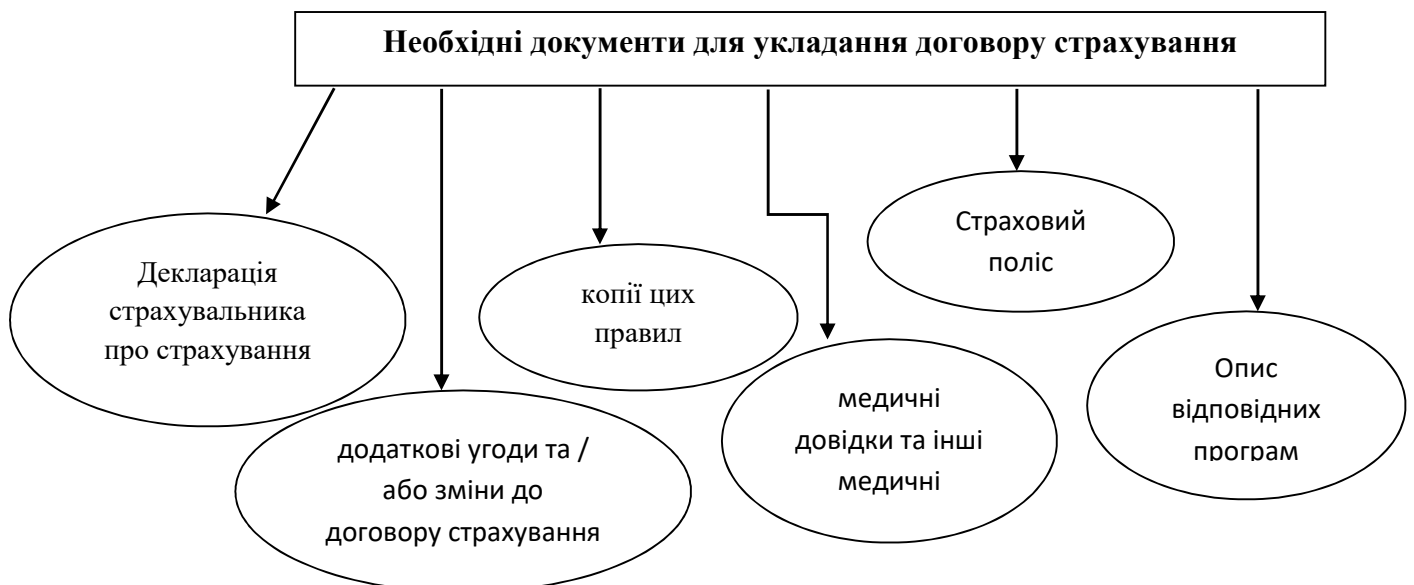 Необхідні документи для укладання договору страхування
Декларація
страхувальника
про страхування
додаткові угоди та /
або зміни до
договору страхування
копії цих
правил
медичні
довідки та інші
медичні
Страховий
поліс
Опис
відповідних
програм